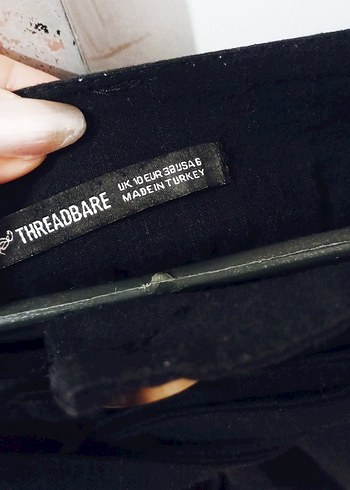 THREADBARE
UK 10 EUR 38 USA 6
MADE IN TURKEY